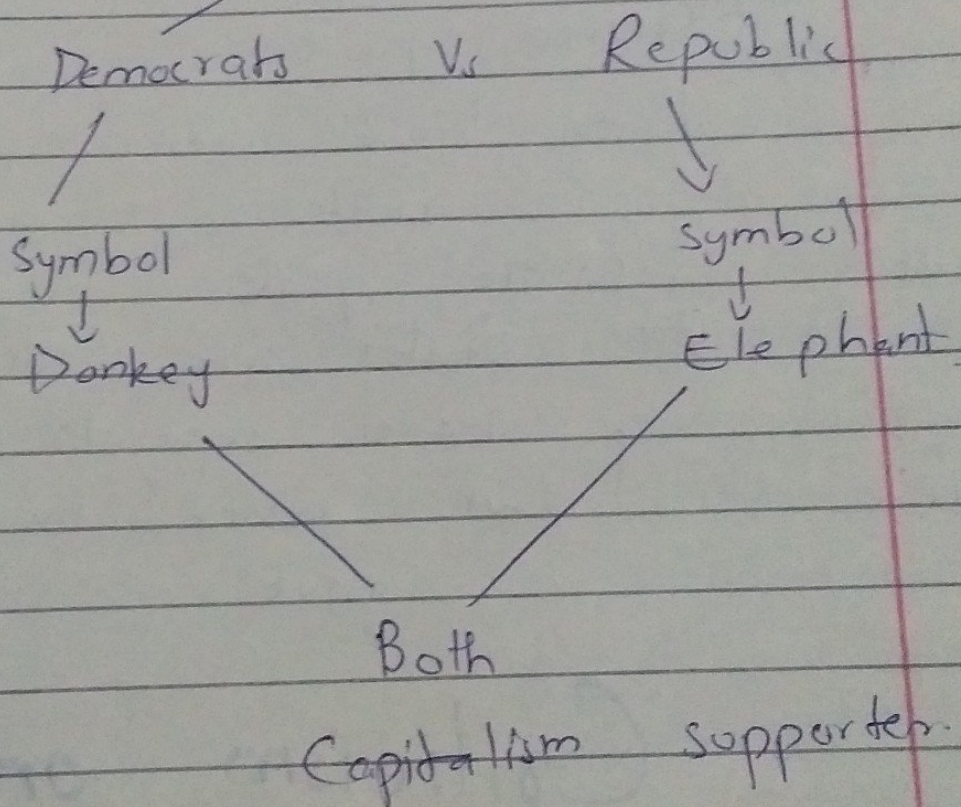 Democrats Vs Republic
Symbol symbol
Donkey Elephant
Both
Capitalism supporter.